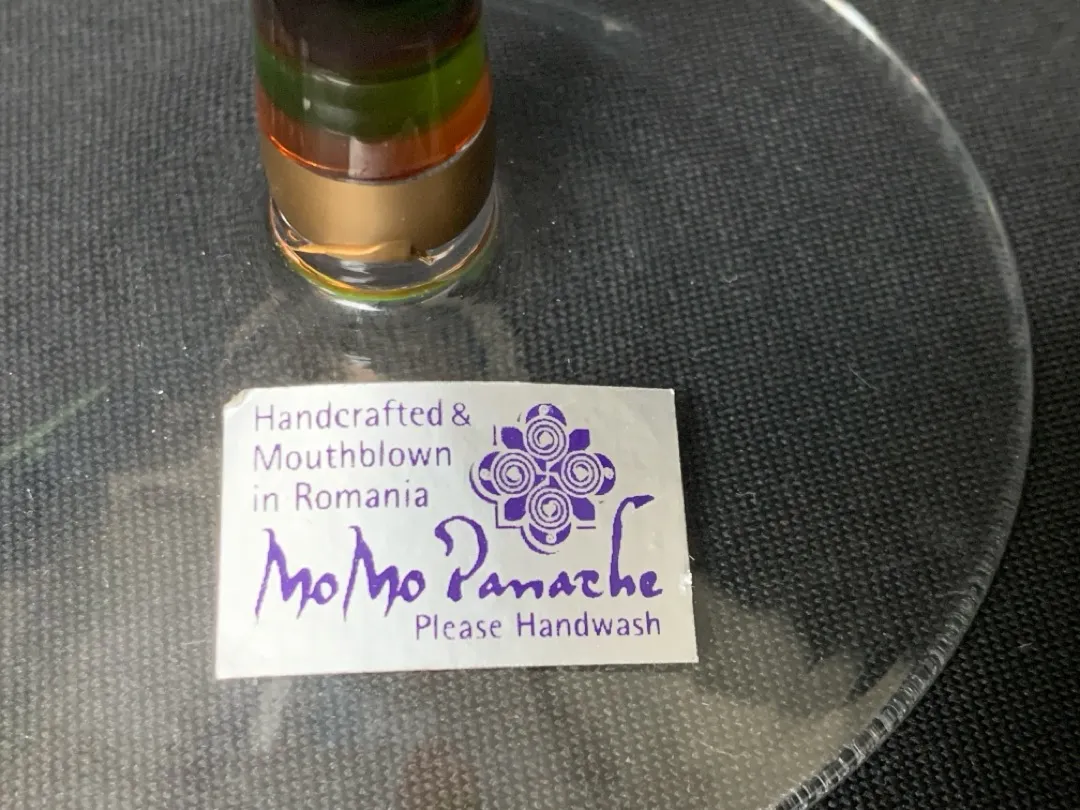 Handcrafted &
Mouthblown
in Romania
MoMo Panache
Please Handwash